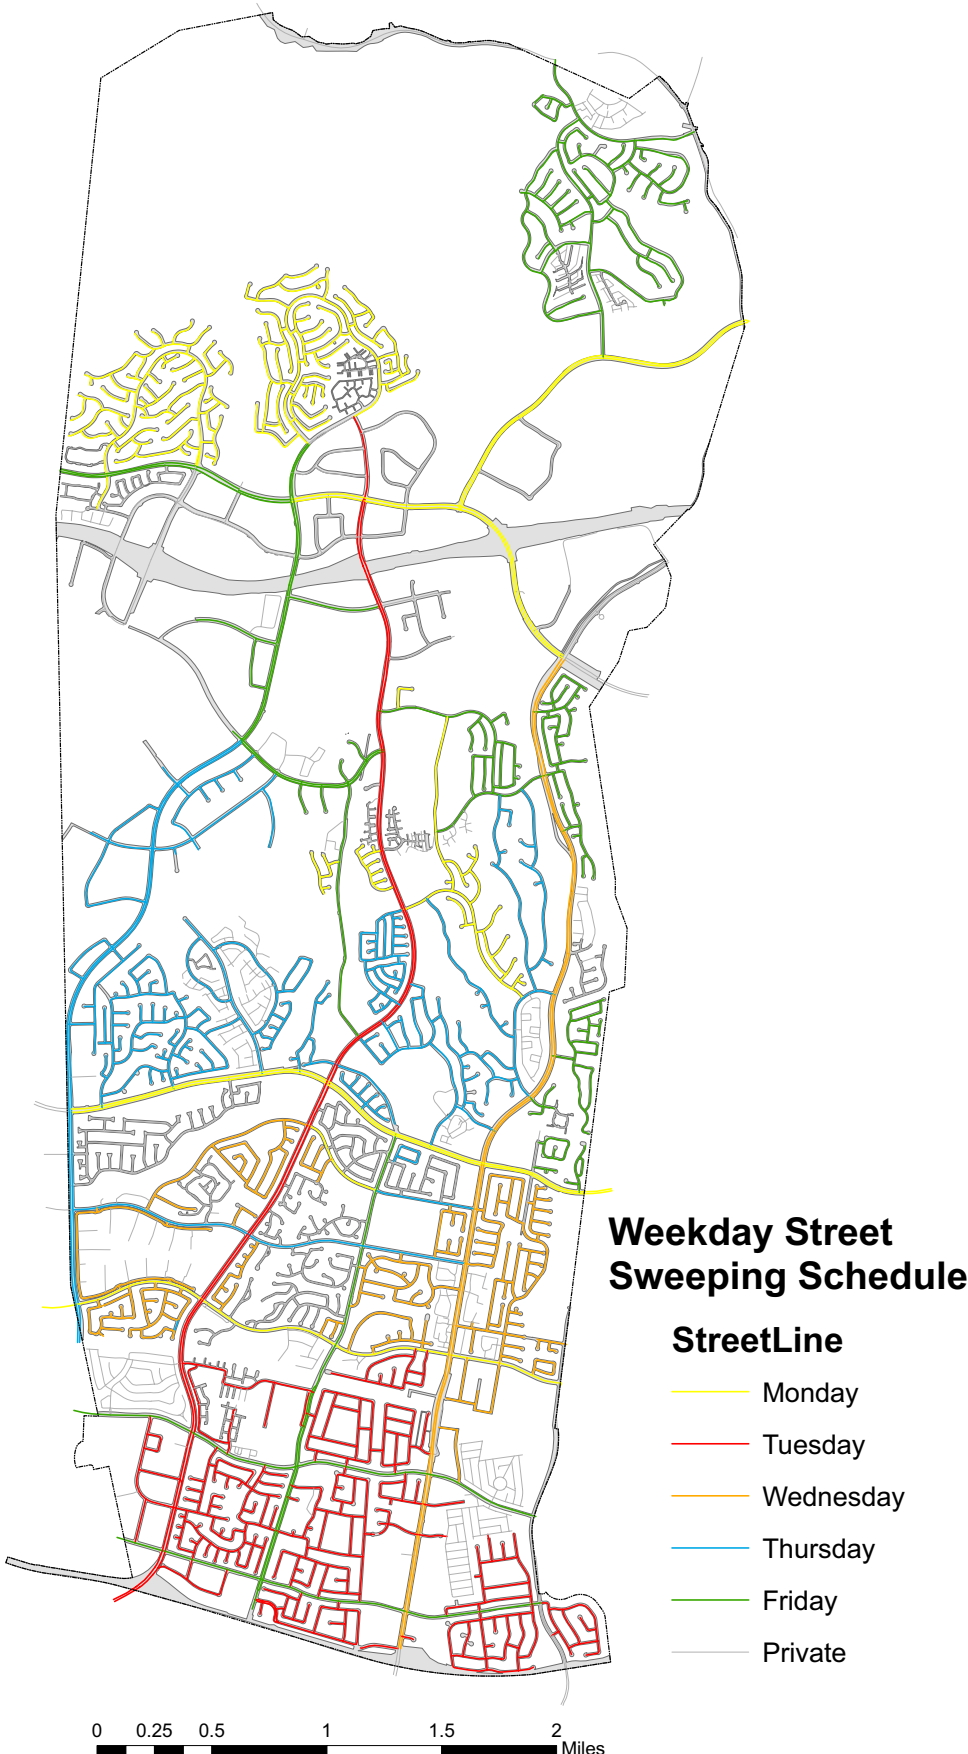 Weekday Street
Sweeping Schedule
StreetLine
Monday
Tuesday
Wednesday
Thursday
Friday
Private
0 0.25 0.5 1 1.5 2
Miles